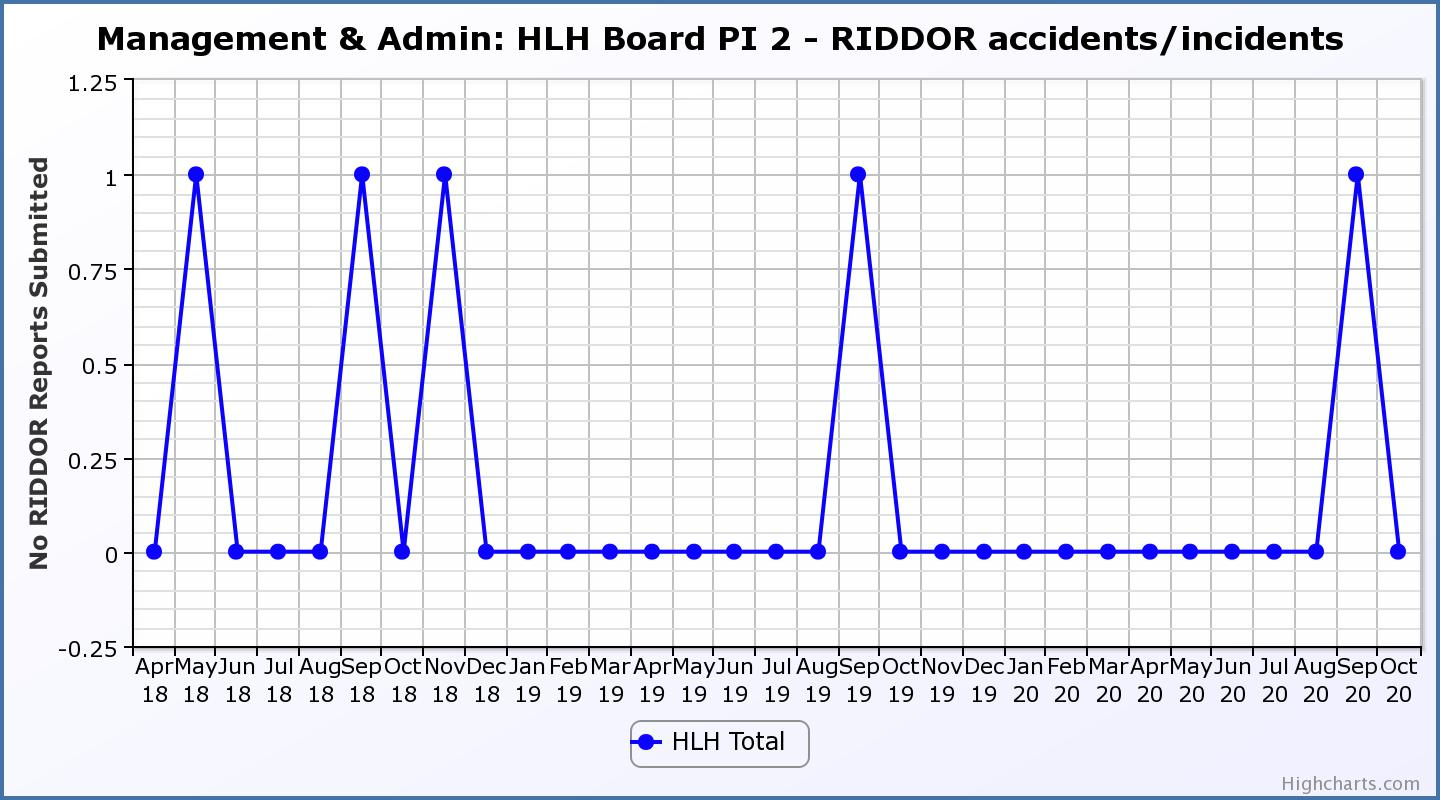 Management & Admin: HLH Board PI 2 - RIDDOR accidents/incidents
No RIDDOR Reports Submitted
1.25
1
0.75
0.5
0.25
0
-0.25
Apr May Jun Jul Aug Sep Oct Nov Dec Jan Feb Mar Apr May Jun Jul Aug Sep Oct Nov Dec Jan Feb Mar Apr May Jun Jul Aug Sep Oct
18 18 18 18 18 18 18 18 18 19 19 19 19 19 19 19 19 19 19 19 19 20 20 20 20 20 20 20 20 20 20
HLH Total
Highcharts.com